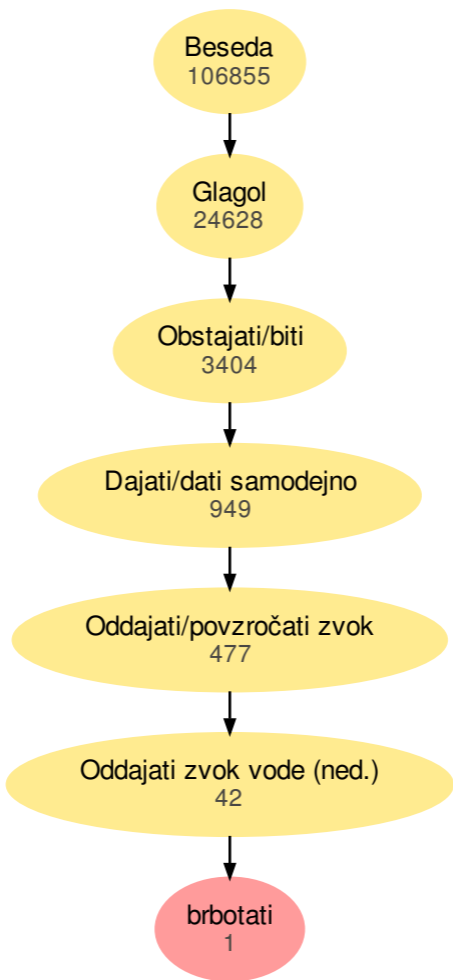 Beseda
106855
Glagol
24628
Obstajati/biti
3404
Dajati/dati samodejno
949
Oddajati/povzročati zvok
477
Oddajati zvok vode (ned.)
42
brbotati
1